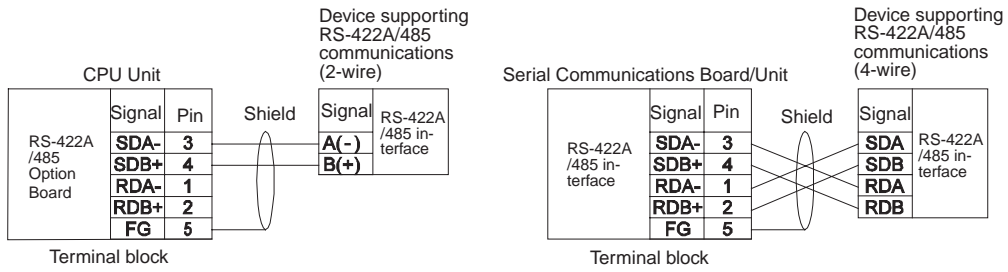 Device supporting
RS-422A/485
communications
(2-wire)
CPU Unit
Signal Pin
Shield
Signal
RS-422A
/485
Option
Board
SDA- 3
SDB+ 4
RDA- 1
RDB+ 2
FG 5
A(-)
B(+)
RS-422A
/485 in-
terface
Terminal block
Device supporting
RS-422A/485
communications
(4-wire)
Serial Communications Board/Unit
Signal Pin
Shield
Signal
RS-422A
/485 in-
terface
SDA- 3
SDB+ 4
RDA- 1
RDB+ 2
FG 5
SDA
SDB
RDA
RDB
RS-422A
/485 in-
terface
Terminal block